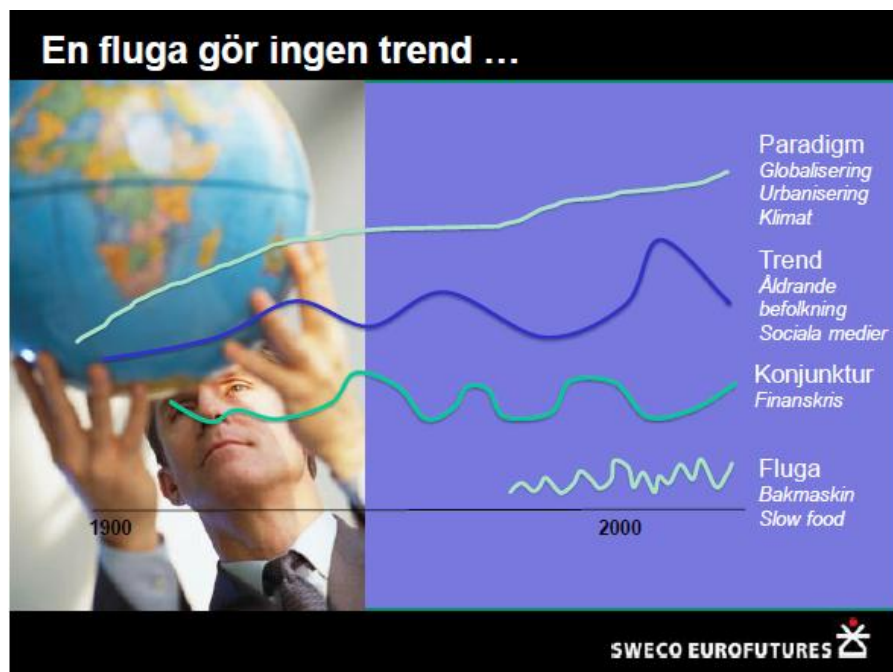 En fluga gör ingen trend ...
Paradigm
Globalisering
Urbanisering
Klimat
Trend
Åldrande
befolkning
Sociala medier
Konjunktur
Finanskris
Fluga
Bakmaskin
Slow food
1900
2000
SWECO EUROFUTURES